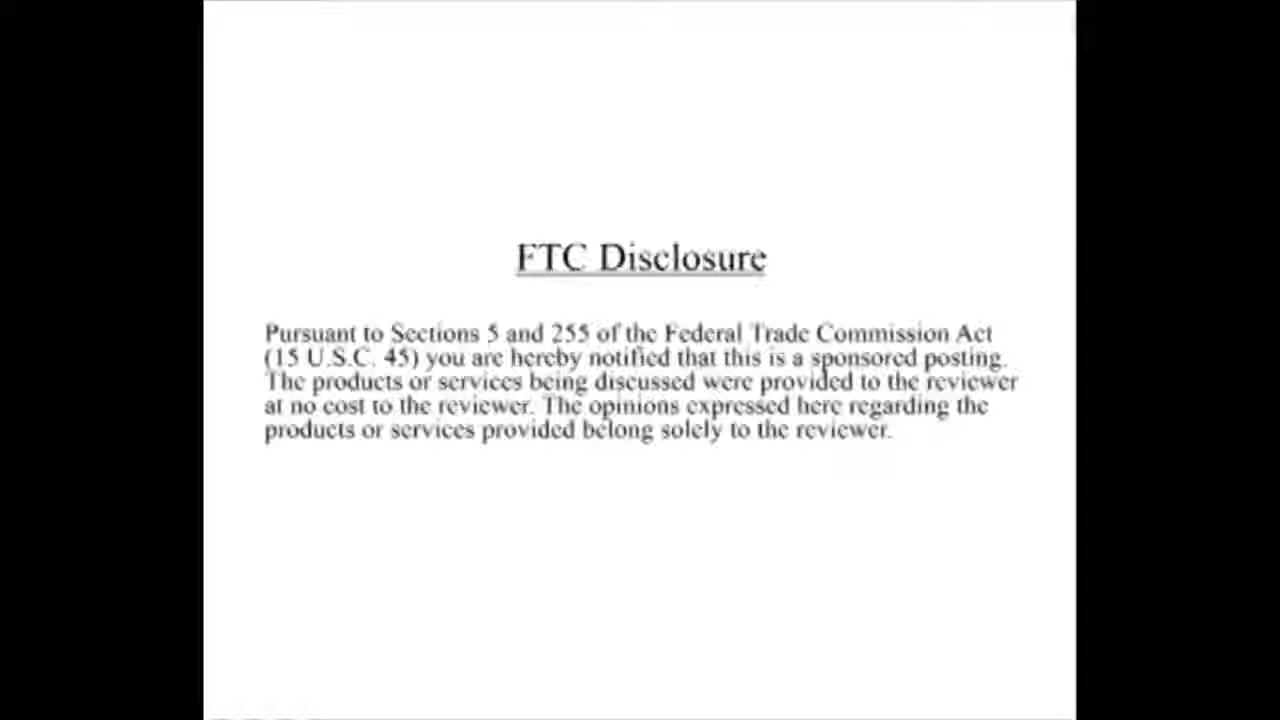 FTC Disclosure
Pursuant to Sections 5 and 255 of the Federal Trade Commission Act
(15 U.S.C. 45) you are hereby notified that this is a sponsored posting.
The products or services being discussed were provided to the reviewer
at no cost to the reviewer. The opinions expressed here regarding the
products or services provided belong solely to the reviewer.